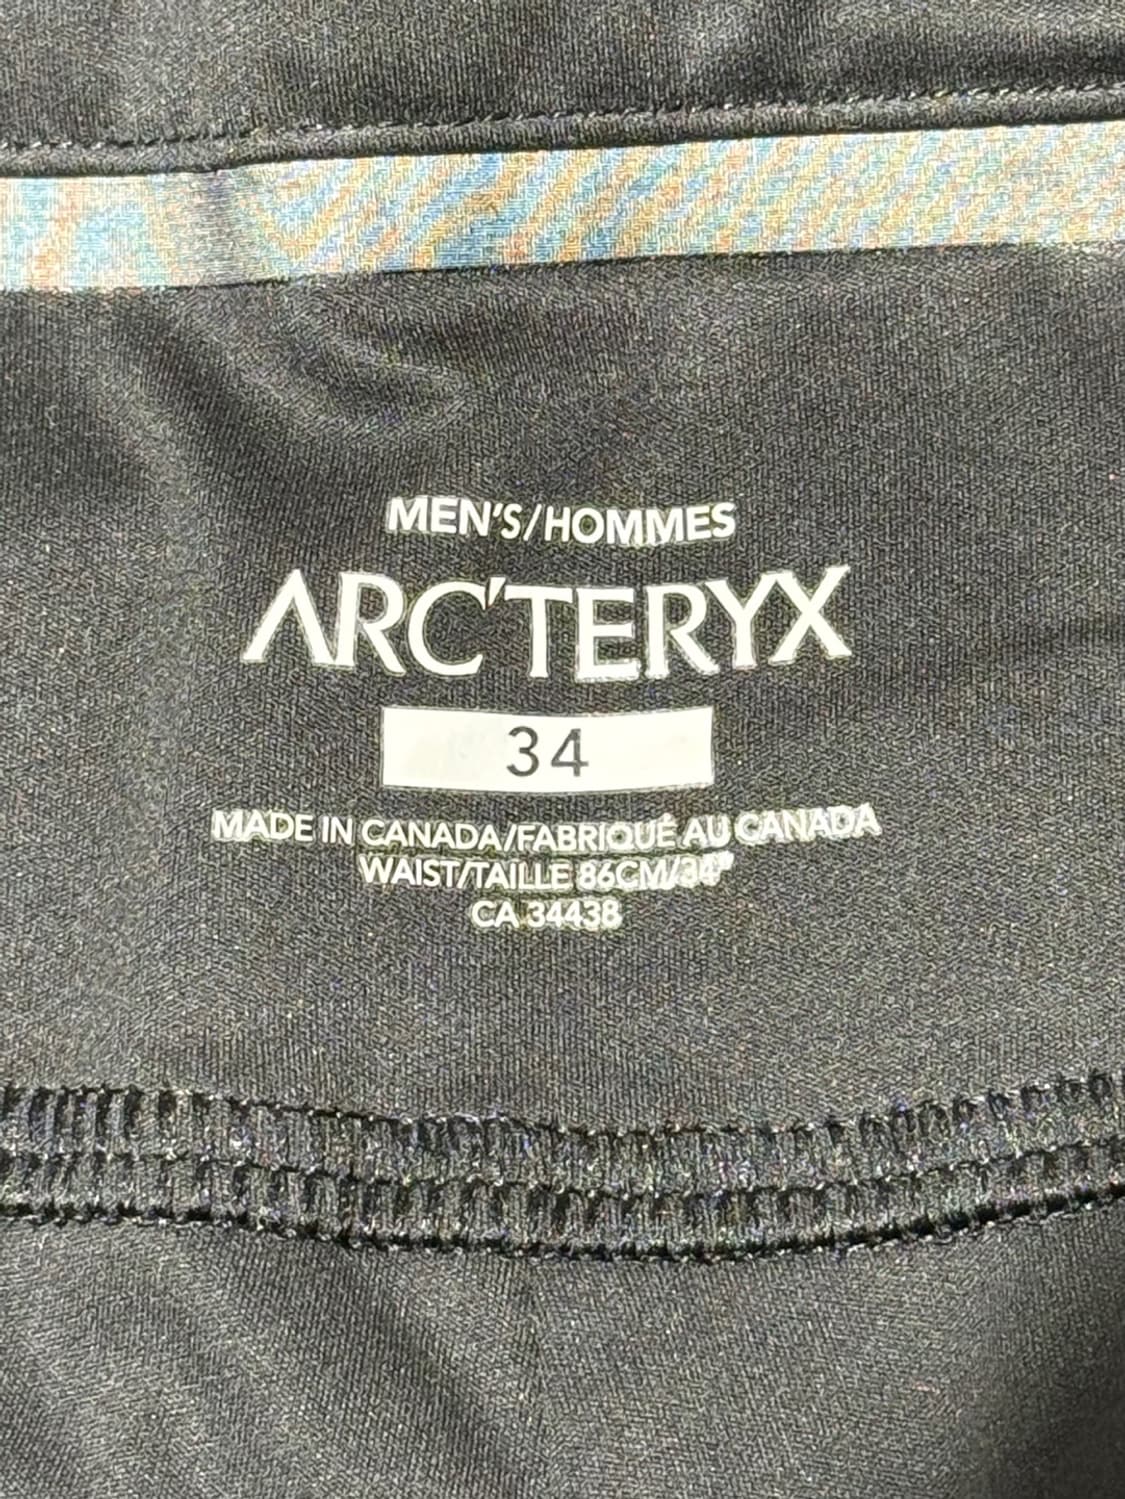 MEN'S/HOMMES
ARC'TERYX
34
MADE IN CANADA/FABRIQUÉ AU CANADA
WAIST/TAILLE 86CM/34"
CA 34438